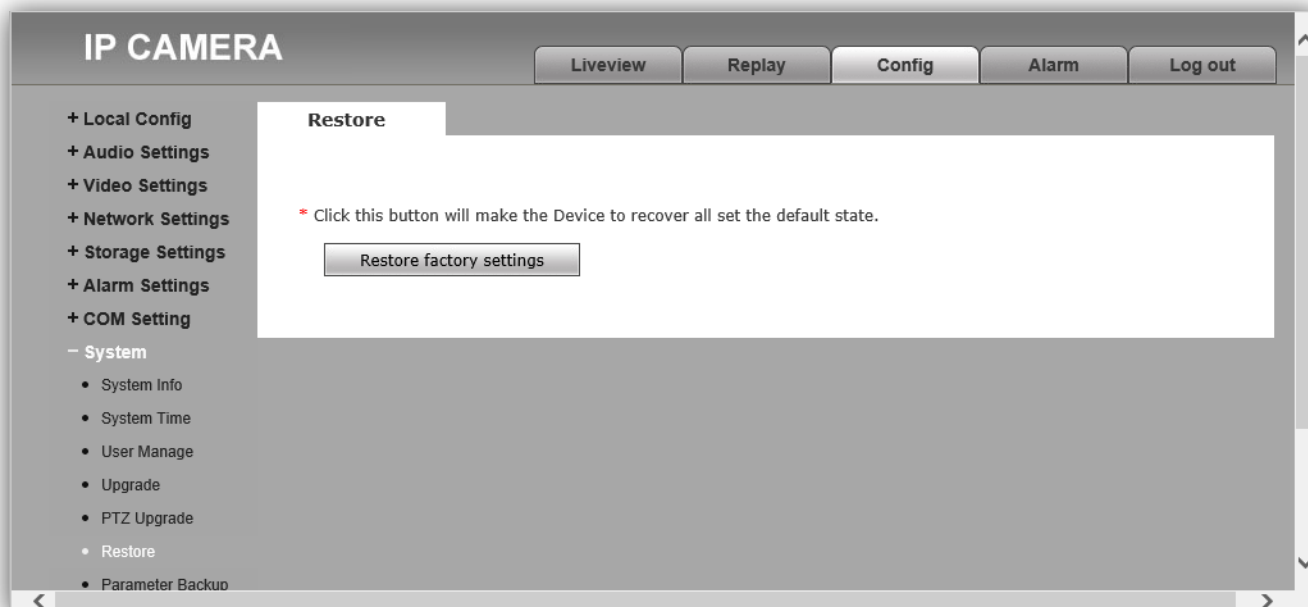 IP CAMERA
Liveview
Replay
Config
Alarm
Log out
+ Local Config
+ Audio Settings
+ Video Settings
+ Network Settings
+ Storage Settings
+ Alarm Settings
+ COM Setting
− System
• System Info
• System Time
• User Manage
• Upgrade
• PTZ Upgrade
• Restore
• Parameter Backup
Restore
* Click this button will make the Device to recover all set the default state.
Restore factory settings